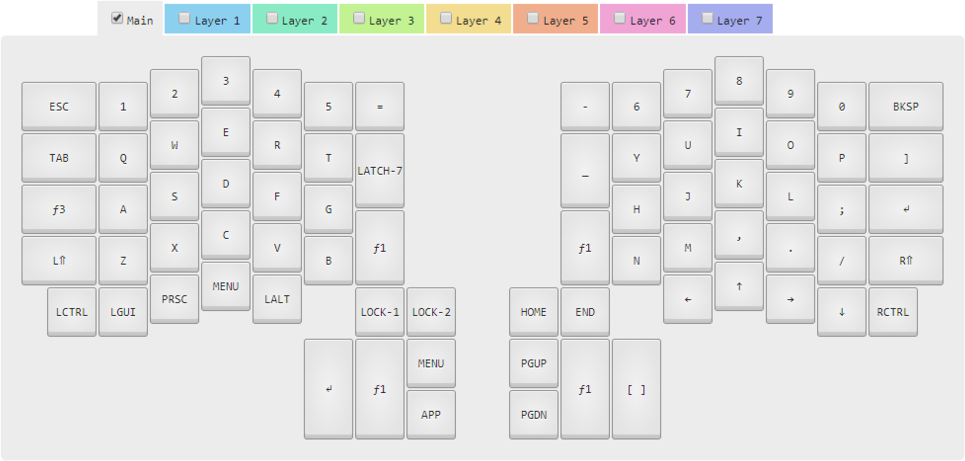 Main Layer 1 Layer 2 Layer 3 Layer 4 Layer 5 Layer 6 Layer 7
3 8
2 4 7 9
ESC 1 5 = - 6 0 BKSP
E I
W R U O
TAB Q T LATCH-7 — Y P ]
D K
S F J L
ƒ3 A G H ; ↲
C ,
X V ƒ1 ƒ1 M .
L⇑ Z B N / R⇑
MENU ↑
PRSC LALT ← →
LCTRL LGUI LOCK-1 LOCK-2 HOME END ↓ RCTRL
MENU PGUP
↲ ƒ1 ƒ1 [ ]
APP PGDN